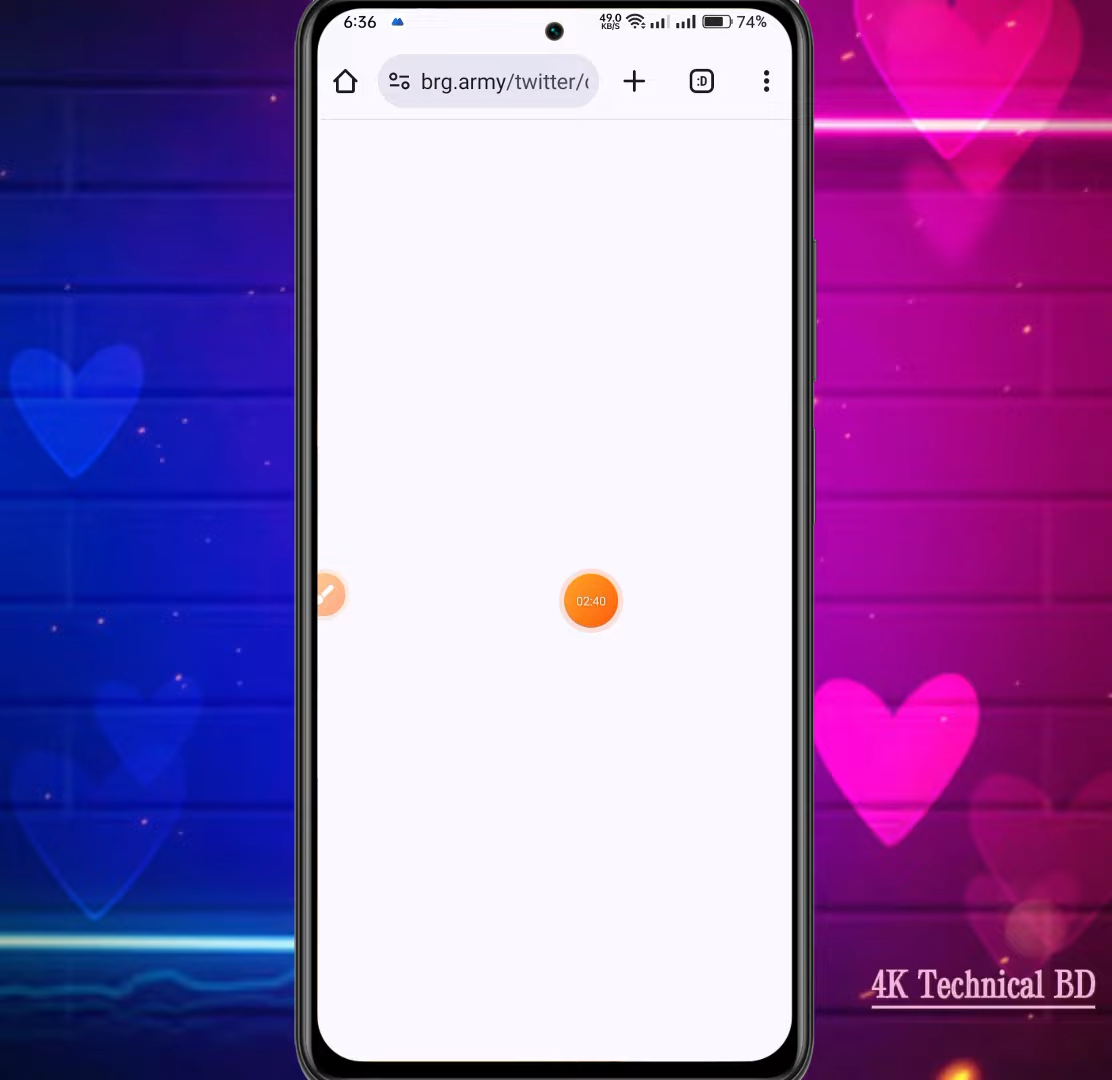 6:36
49.0
KB/S
74%
brg.army/twitter/
:D
02:40
4K Technical BD